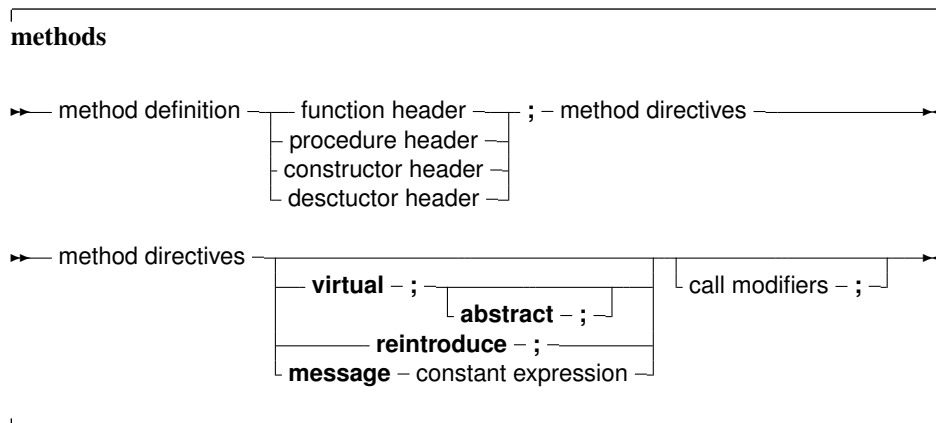 methods
method definition function header ; method directives
procedure header
constructor header
desctuctor header
method directives
virtual ; call modifiers ;
abstract ;
reintroduce ;
message constant expression